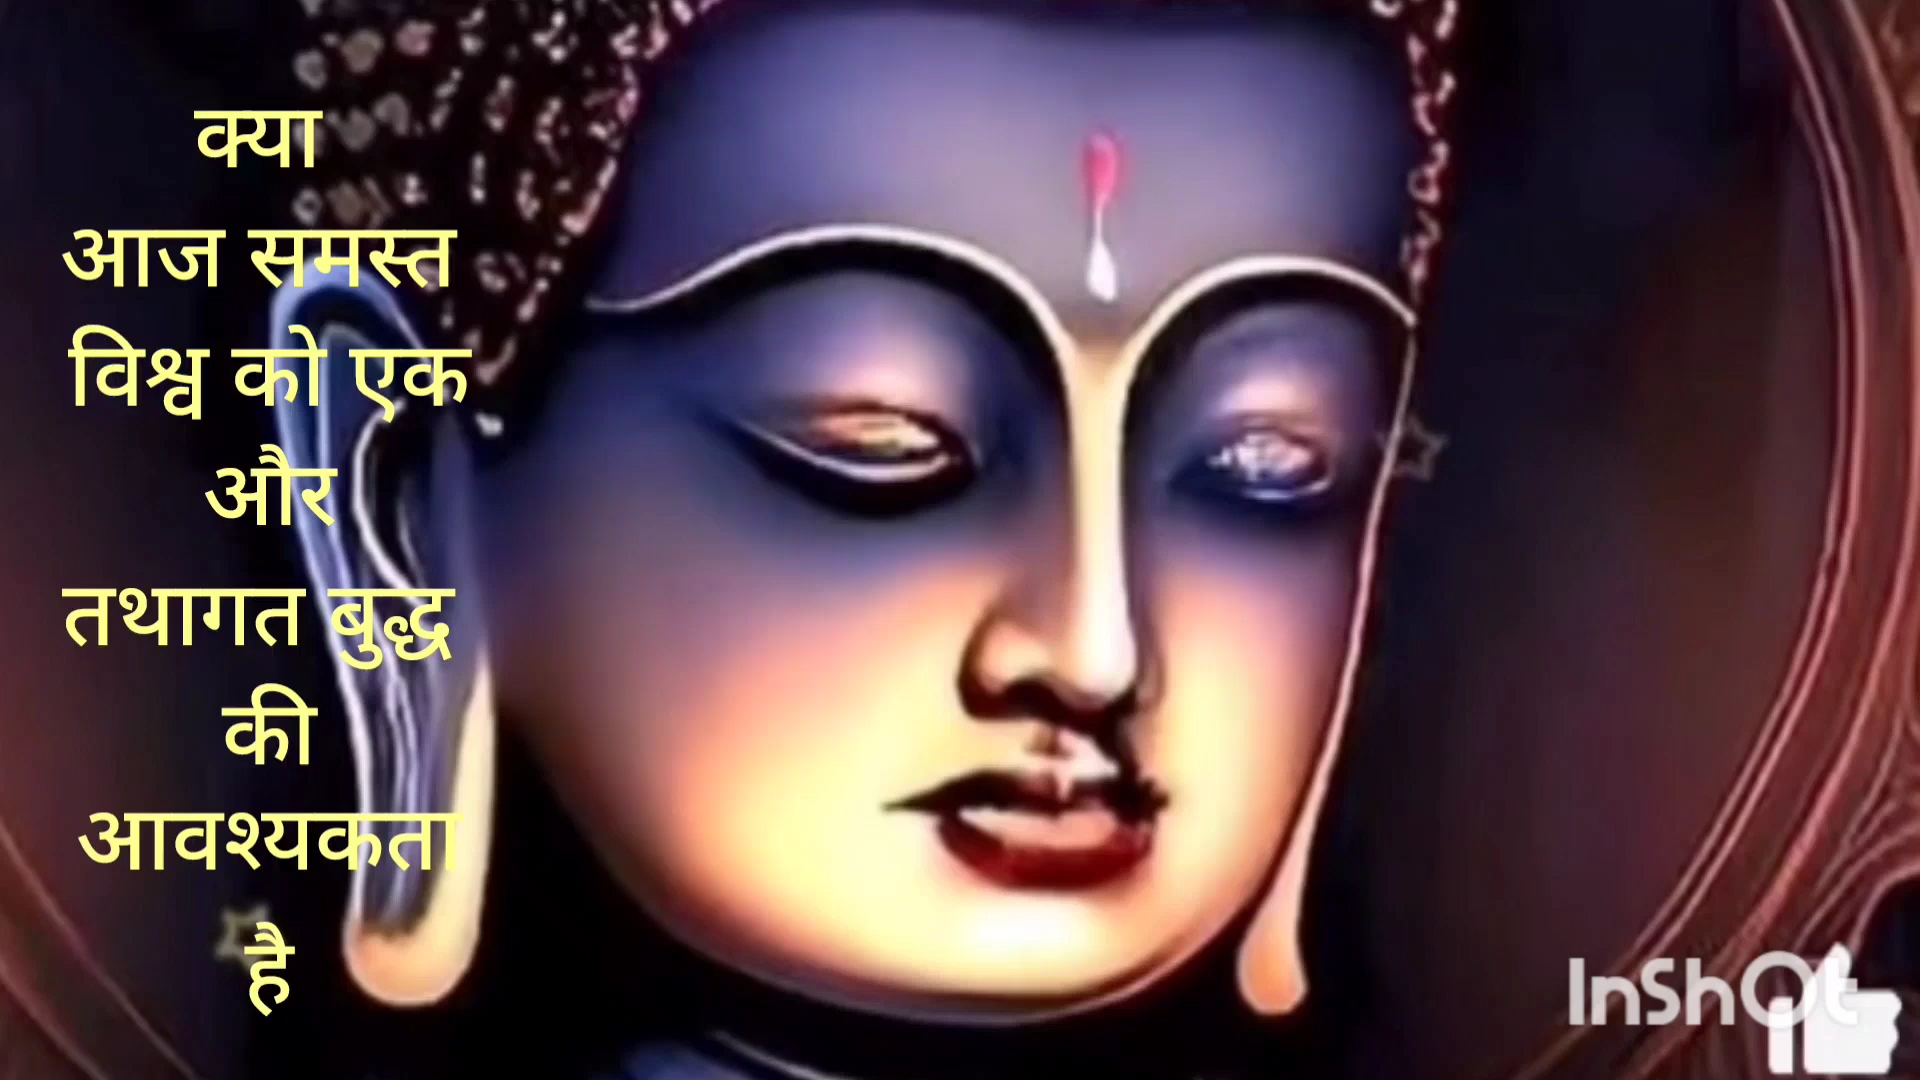 क्या
आज समस्त
विश्व को एक
और
तथागत बुद्ध
की
आवश्यकता
है
InShOt